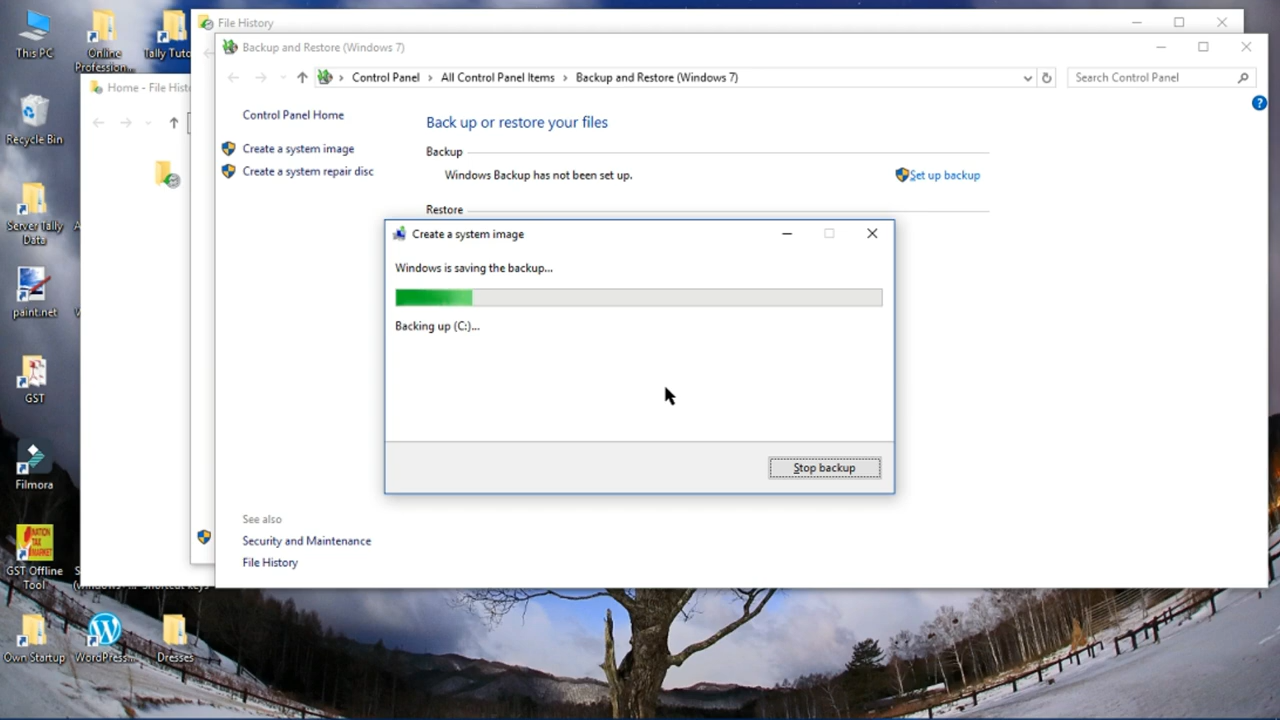 This PC
Online
Profession...
Tally Tuto
Recycle Bin
Server Tally
Data
paint.net
GST
Filmora
GST Offline
Tool
Own Startup
WordPress...
Dresses
NATION
TAX
MARKET
File History
Home - File Histo
Backup and Restore (Windows 7)
Control Panel
All Control Panel Items
Backup and Restore (Windows 7)
Search Control Panel
Control Panel Home
Create a system image
Create a system repair disc
Back up or restore your files
Backup
Windows Backup has not been set up.
Set up backup
Restore
Create a system image
Windows is saving the backup...
Backing up (C:)...
Stop backup
See also
Security and Maintenance
File History